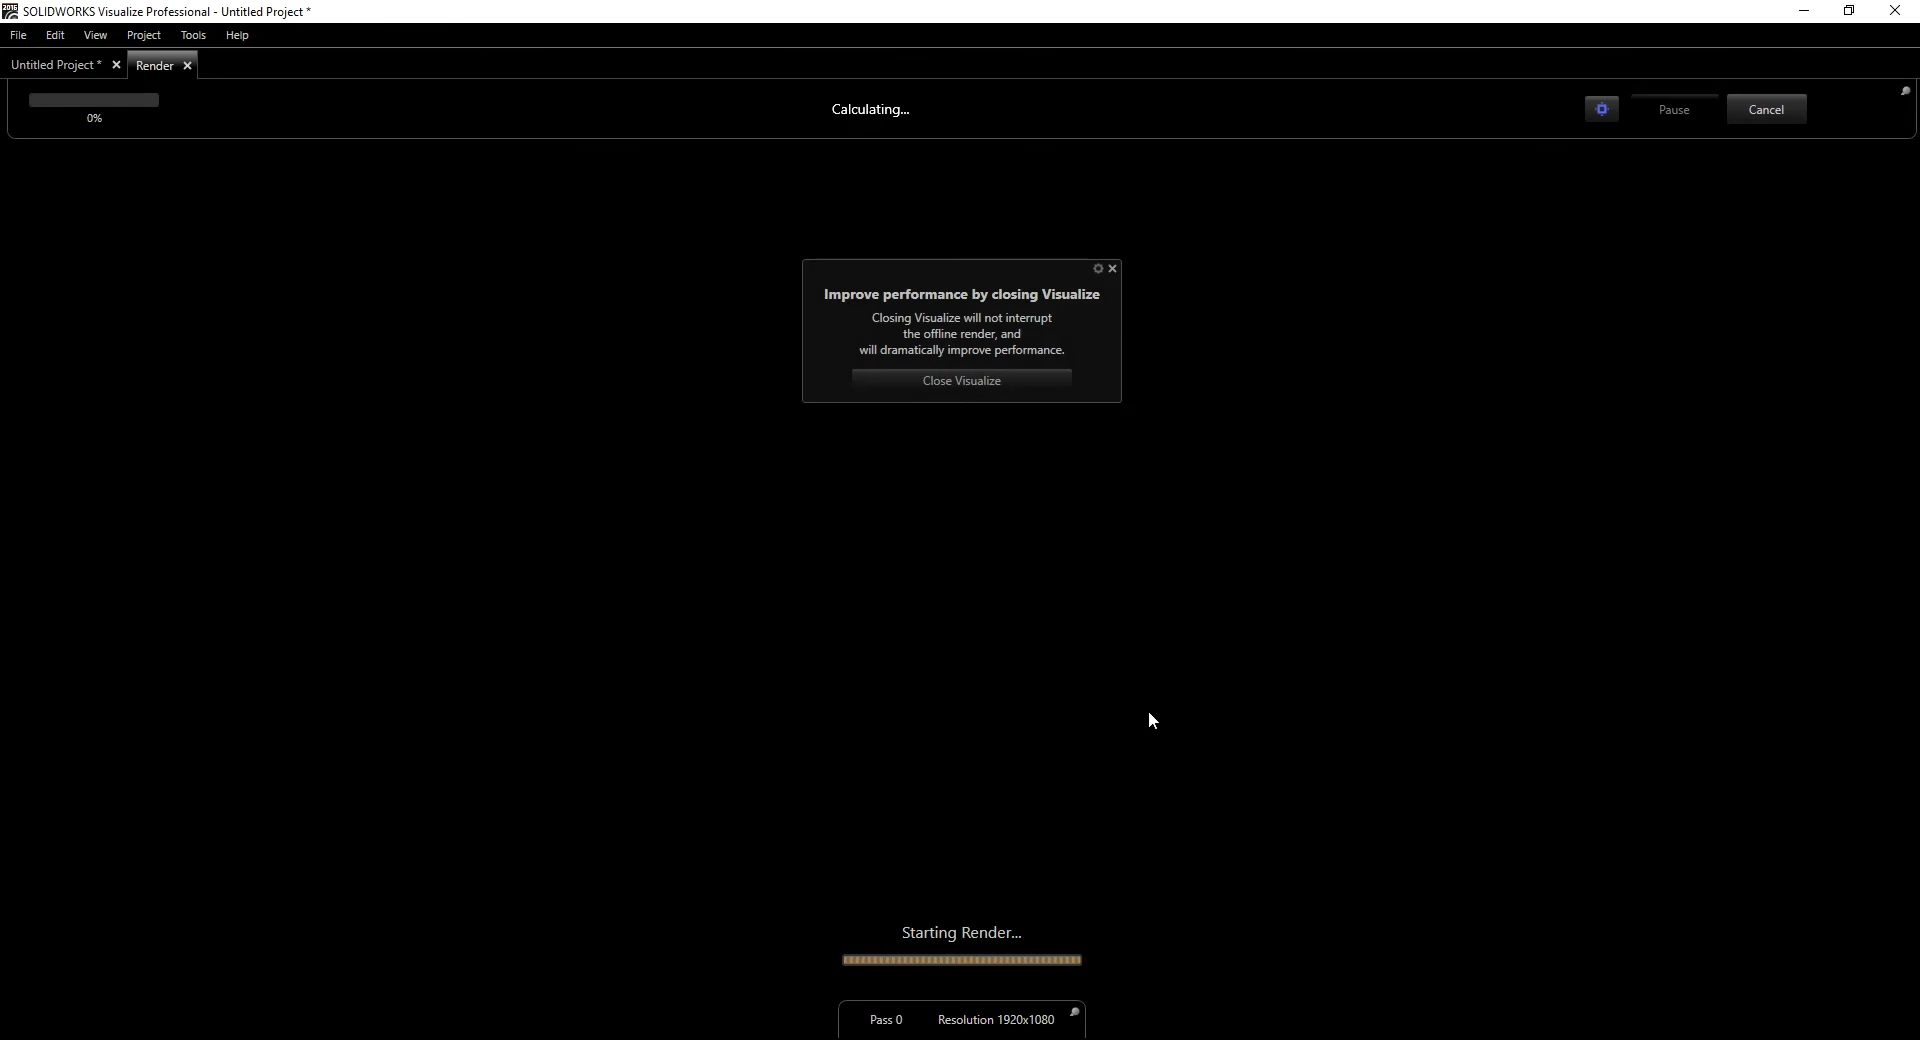 SOLIDWORKS Visualize Professional - Untitled Project *
File Edit View Project Tools Help
Untitled Project * Render
0%
Calculating...
Pause Cancel
Improve performance by closing Visualize
Closing Visualize will not interrupt
the offline render, and
will dramatically improve performance.
Close Visualize
Starting Render...
Pass 0 Resolution 1920x1080